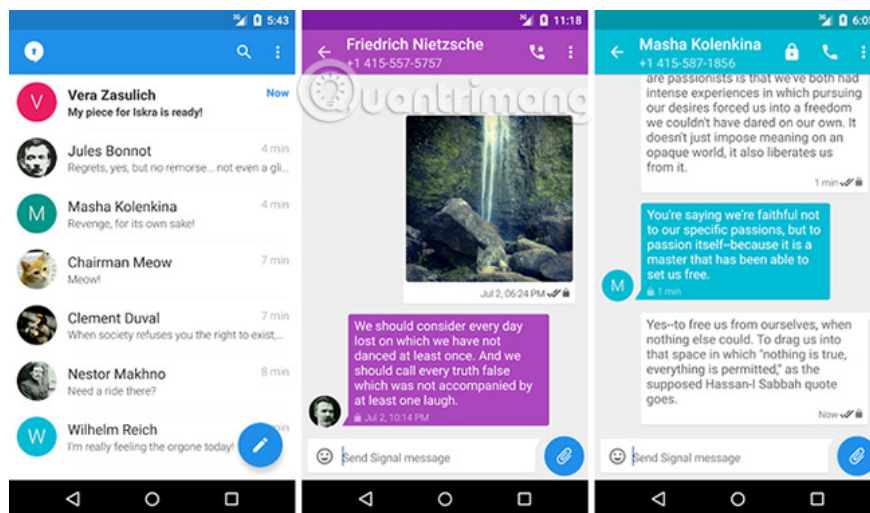 3G 5:43
V
Vera Zasulich
Now
My piece for Iskra is ready!
Jules Bonnot
4 min
Regrets, yes, but no remorse... not even a gli...
M
Masha Kolenkina
4 min
Revenge, for its own sake!
Chairman Meow
7 min
Meow!
Clement Duval
7 min
When society refuses you the right to exist,...
Nestor Makhno
8 min
Need a ride there?
W
Wilhelm Reich
I'm really feeling the orgone today!
3G 11:18
Friedrich Nietzsche
+1 415-557-5757
Quantrimang
Jul 2, 06:24 PM
We should consider every day
lost on which we have not
danced at least once. And we
should call every truth false
which was not accompanied by
at least one laugh.
Jul 2, 10:14 PM
Send Signal message
3G 6:05
Masha Kolenkina
+1 415-587-1856
are passionists is that we've both had
intense experiences in which pursuing
our desires forced us into a freedom
we couldn't have dared on our own. It
doesn't just impose meaning on an
opaque world, it also liberates us
from it.
1 min
You're saying we're faithful not
to our specific passions, but to
passion itself–because it is a
master that has been able to
set us free.
M
1 min
Yes--to free us from ourselves, when
nothing else could. To drag us into
that space in which "nothing is true,
everything is permitted," as the
supposed Hassan-I Sabbah quote
goes.
Now
Send Signal message